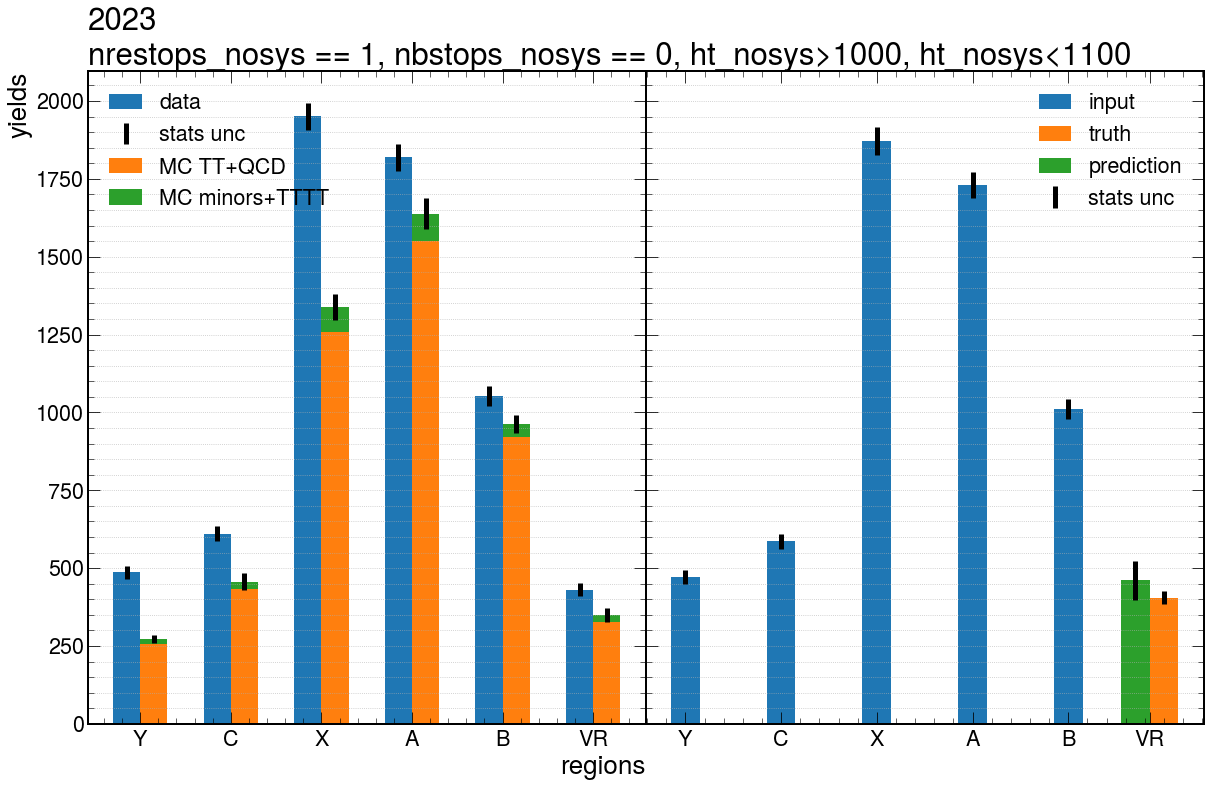 2023
nrestops_nosys == 1, nbstops_nosys == 0, ht_nosys>1000, ht_nosys<1100
yields
2000
1750
1500
1250
1000
750
500
250
0
data
stats unc
MC TT+QCD
MC minors+TTTT
input
truth
prediction
stats unc
Y C X A B VR
Y C X A B VR
regions